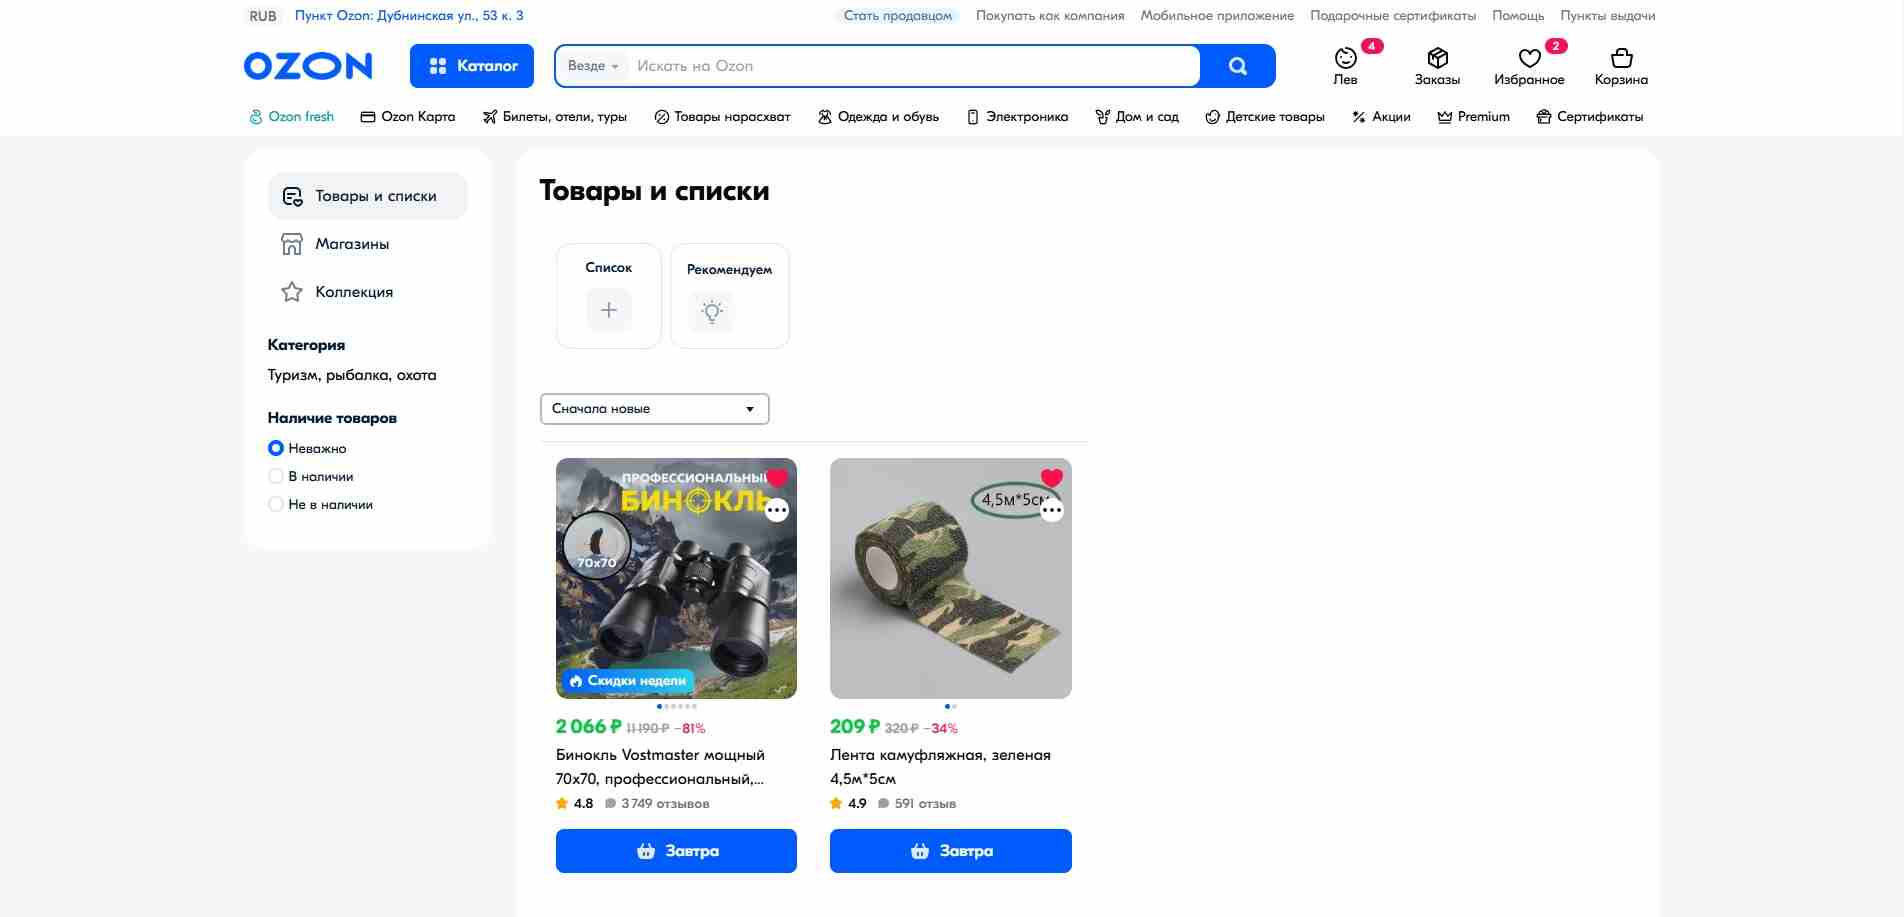 RUB Пункт Ozon: Дубнинская ул., 53 к. 3 Стать продавцом Покупать как компания Мобильное приложение Подарочные сертификаты Помощь Пункты выдачи
OZON Каталог Везде Искать на Ozon
4 Лев Заказы 2 Избранное Корзина
Ozon fresh Ozon Карта Билеты, отели, туры Товары нарасхват Одежда и обувь Электроника Дом и сад Детские товары Акции Premium Сертификаты
Товары и списки
Магазины
Коллекция
Категория
Туризм, рыбалка, охота
Наличие товаров
Неважно
В наличии
Не в наличии
Товары и списки
Список Рекомендуем
Сначала новые
ПРОФЕССИОНАЛЬНЫЙ
БИНОКЛЬ
70x70
Скидки недели
2 066 ₽ 11 190 ₽ −81%
Бинокль Vostmaster мощный
70х70, профессиональный,...
4.8 3 749 отзывов
Завтра
4,5м*5см
209 ₽ 320 ₽ −34%
Лента камуфляжная, зеленая
4,5м*5см
4.9 591 отзыв
Завтра